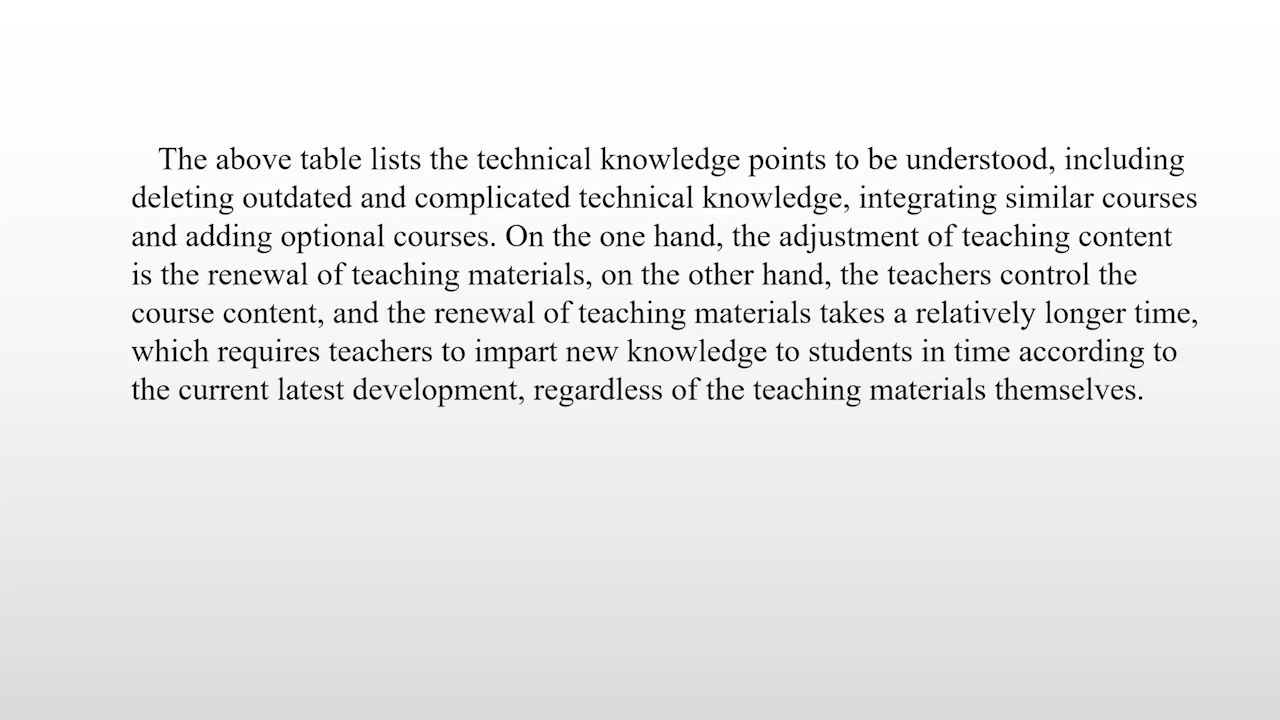 The above table lists the technical knowledge points to be understood, including
deleting outdated and complicated technical knowledge, integrating similar courses
and adding optional courses. On the one hand, the adjustment of teaching content
is the renewal of teaching materials, on the other hand, the teachers control the
course content, and the renewal of teaching materials takes a relatively longer time,
which requires teachers to impart new knowledge to students in time according to
the current latest development, regardless of the teaching materials themselves.